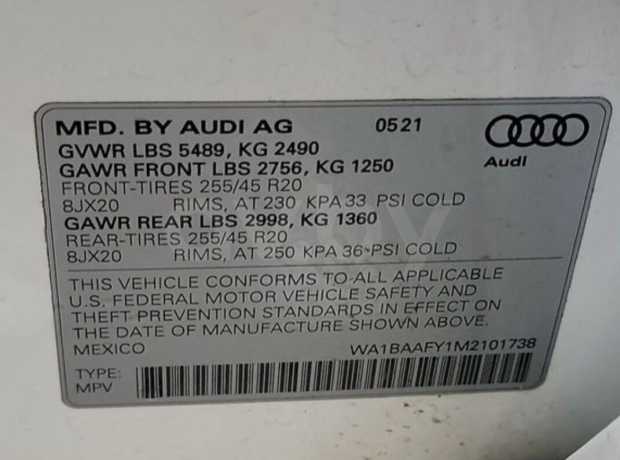 MFD. BY AUDI AG 05 21
Audi
GVWR LBS 5489, KG 2490
GAWR FRONT LBS 2756, KG 1250
FRONT-TIRES 255/45 R20
8JX20 RIMS, AT 230 KPA 33 PSI COLD
GAWR REAR LBS 2998, KG 1360
REAR-TIRES 255/45 R20
8JX20 RIMS, AT 250 KPA 36 PSI COLD
THIS VEHICLE CONFORMS TO ALL APPLICABLE
U.S. FEDERAL MOTOR VEHICLE SAFETY AND
THEFT PREVENTION STANDARDS IN EFFECT ON
THE DATE OF MANUFACTURE SHOWN ABOVE.
MEXICO WA1BAAFY1M2101738
TYPE:
MPV